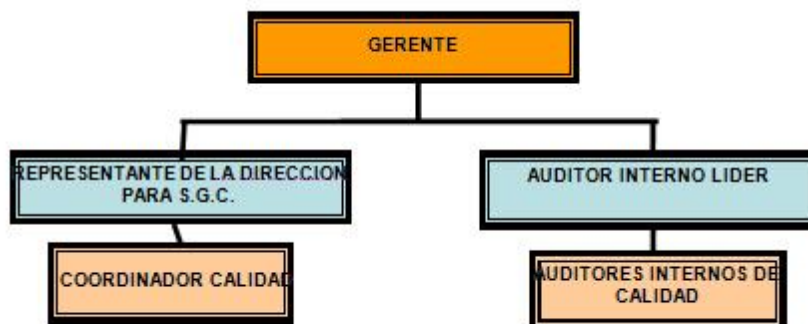 GERENTE
REPRESENTANTE DE LA DIRECCION
PARA S.G.C.
AUDITOR INTERNO LIDER
COORDINADOR CALIDAD
AUDITORES INTERNOS DE
CALIDAD